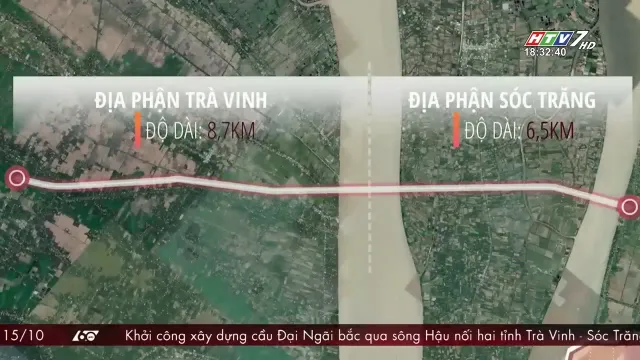 HTV7 HD
18:32:40
ĐỊA PHẬN TRÀ VINH
ĐỘ DÀI: 8,7KM
ĐỊA PHẬN SÓC TRĂNG
ĐỘ DÀI: 6,5KM
15/10 60 Khởi công xây dựng cầu Đại Ngãi bắc qua sông Hậu nối hai tỉnh Trà Vinh - Sóc Trăn